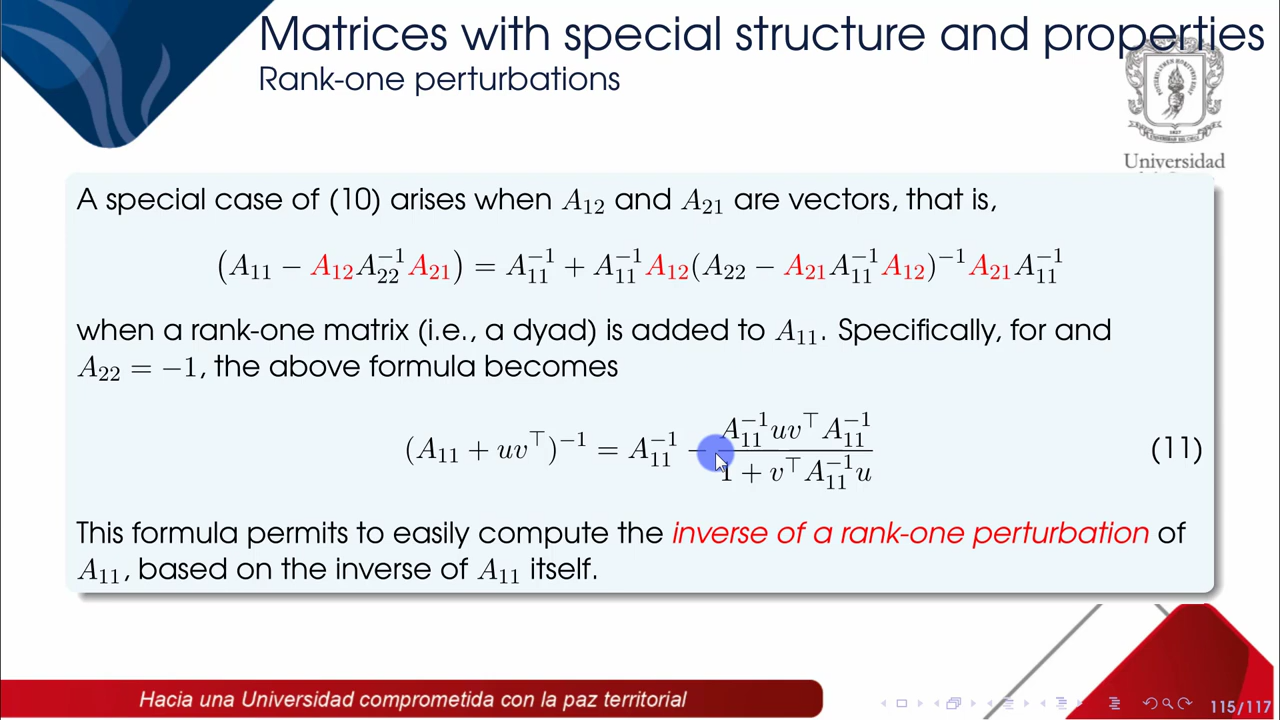 Matrices with special structure and properties
Rank-one perturbations
Universidad
A special case of (10) arises when A₁₂ and A₂₁ are vectors, that is,
(A₁₁ − A₁₂A₂₂⁻¹A₂₁) = A₁₁⁻¹ + A₁₁⁻¹A₁₂(A₂₂ − A₂₁A₁₁⁻¹A₁₂)⁻¹A₂₁A₁₁⁻¹
when a rank-one matrix (i.e., a dyad) is added to A₁₁. Specifically, for and
A₂₂ = −1, the above formula becomes
(A₁₁ + uv⊤)⁻¹ = A₁₁⁻¹ − A₁₁⁻¹uv⊤A₁₁⁻¹ / 1 + v⊤A₁₁⁻¹u (11)
This formula permits to easily compute the inverse of a rank-one perturbation of
A₁₁, based on the inverse of A₁₁ itself.
Hacia una Universidad comprometida con la paz territorial
115/117